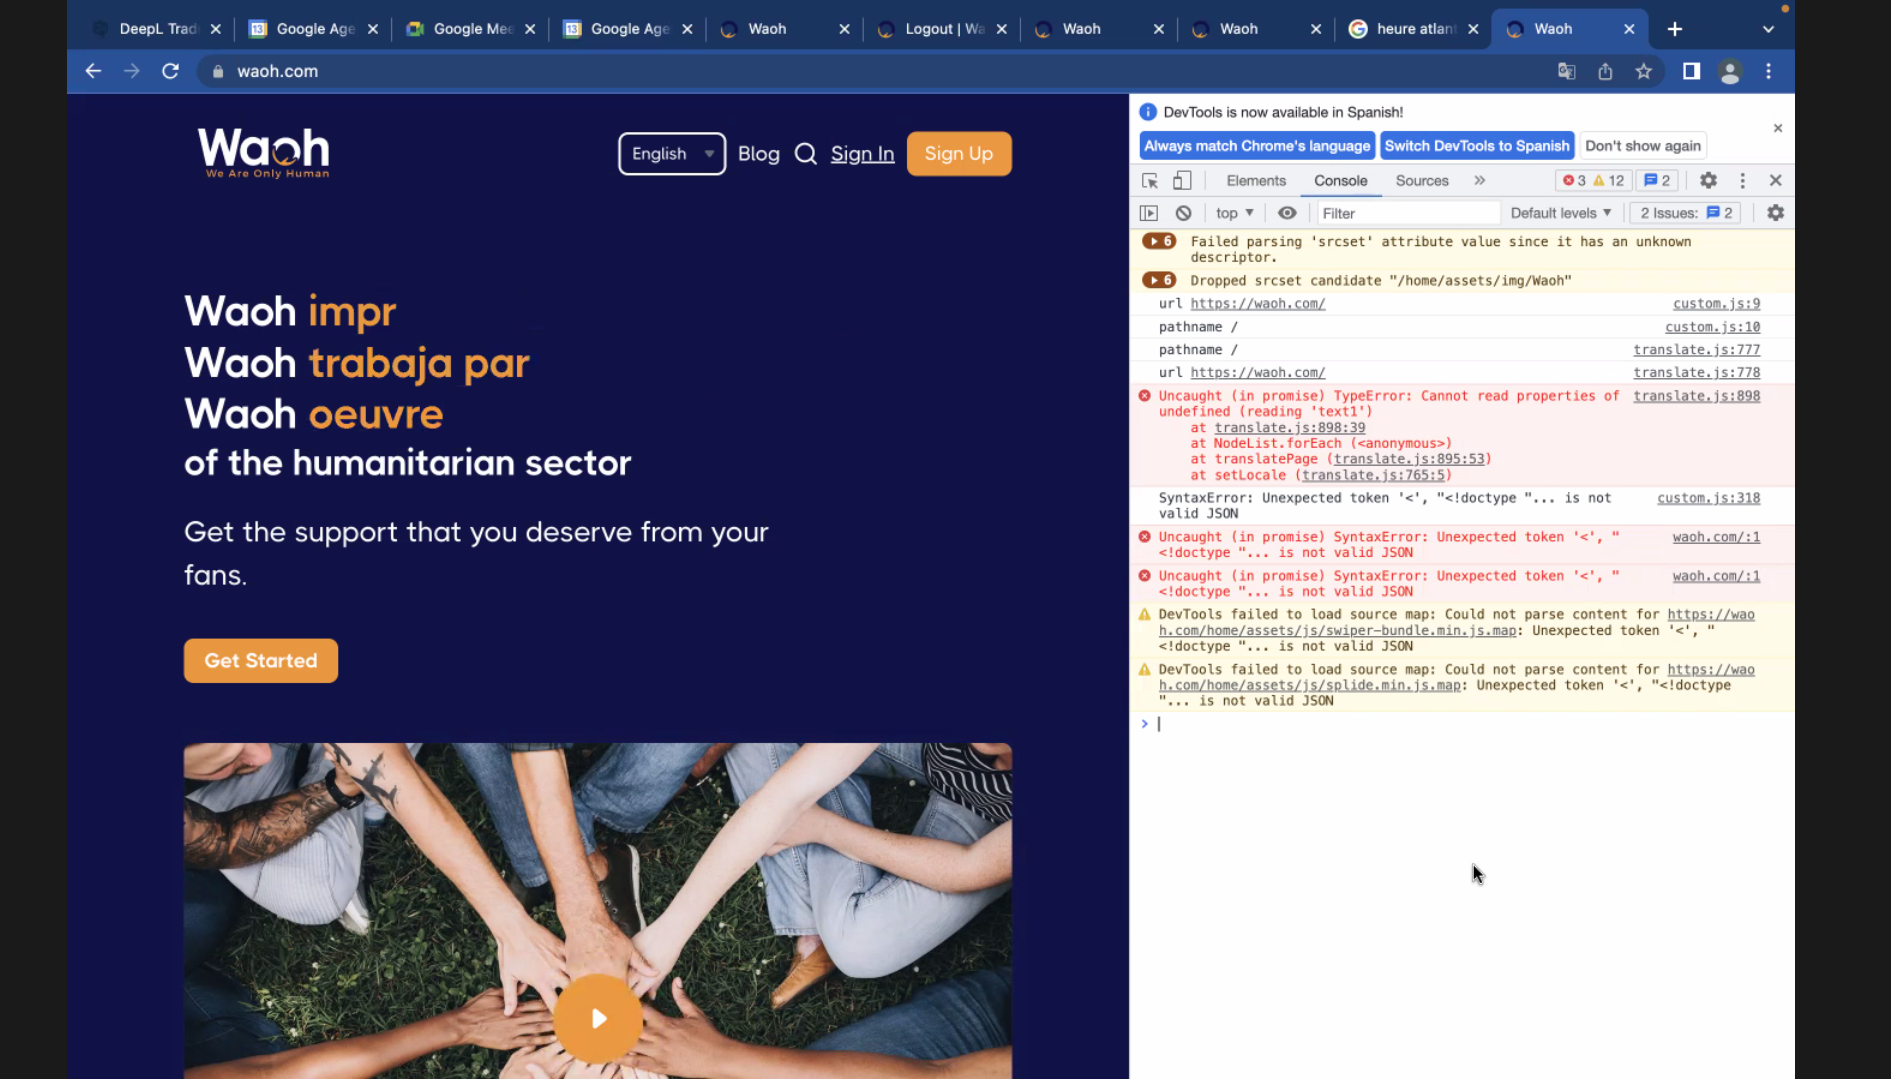 DeepL Trad
Google Age
Google Mee
Google Age
Waoh
Logout | Wa
Waoh
Waoh
heure atlant
Waoh
waoh.com
Waoh
We Are Only Human
English
Blog
Sign In
Sign Up
Waoh impr
Waoh trabaja par
Waoh oeuvre
of the humanitarian sector
Get the support that you deserve from your
fans.
Get Started
DevTools is now available in Spanish!
Always match Chrome's language
Switch DevTools to Spanish
Don't show again
Elements
Console
Sources
3
12
2
top
Filter
Default levels
2 Issues:
2
6
Failed parsing 'srcset' attribute value since it has an unknown
descriptor.
6
Dropped srcset candidate "/home/assets/img/Waoh"
url https://waoh.com/ custom.js:9
pathname / custom.js:10
pathname / translate.js:777
url https://waoh.com/ translate.js:778
Uncaught (in promise) TypeError: Cannot read properties of translate.js:898
undefined (reading 'text1')
at translate.js:898:39
at NodeList.forEach (<anonymous>)
at translatePage (translate.js:895:53)
at setLocale (translate.js:765:5)
SyntaxError: Unexpected token '<', "<!doctype "... is not custom.js:318
valid JSON
Uncaught (in promise) SyntaxError: Unexpected token '<', " waoh.com/:1
<!doctype "... is not valid JSON
Uncaught (in promise) SyntaxError: Unexpected token '<', " waoh.com/:1
<!doctype "... is not valid JSON
DevTools failed to load source map: Could not parse content for https://wao
h.com/home/assets/js/swiper-bundle.min.js.map: Unexpected token '<', "
<!doctype "... is not valid JSON
DevTools failed to load source map: Could not parse content for https://wao
h.com/home/assets/js/splide.min.js.map: Unexpected token '<', "<!doctype
"... is not valid JSON